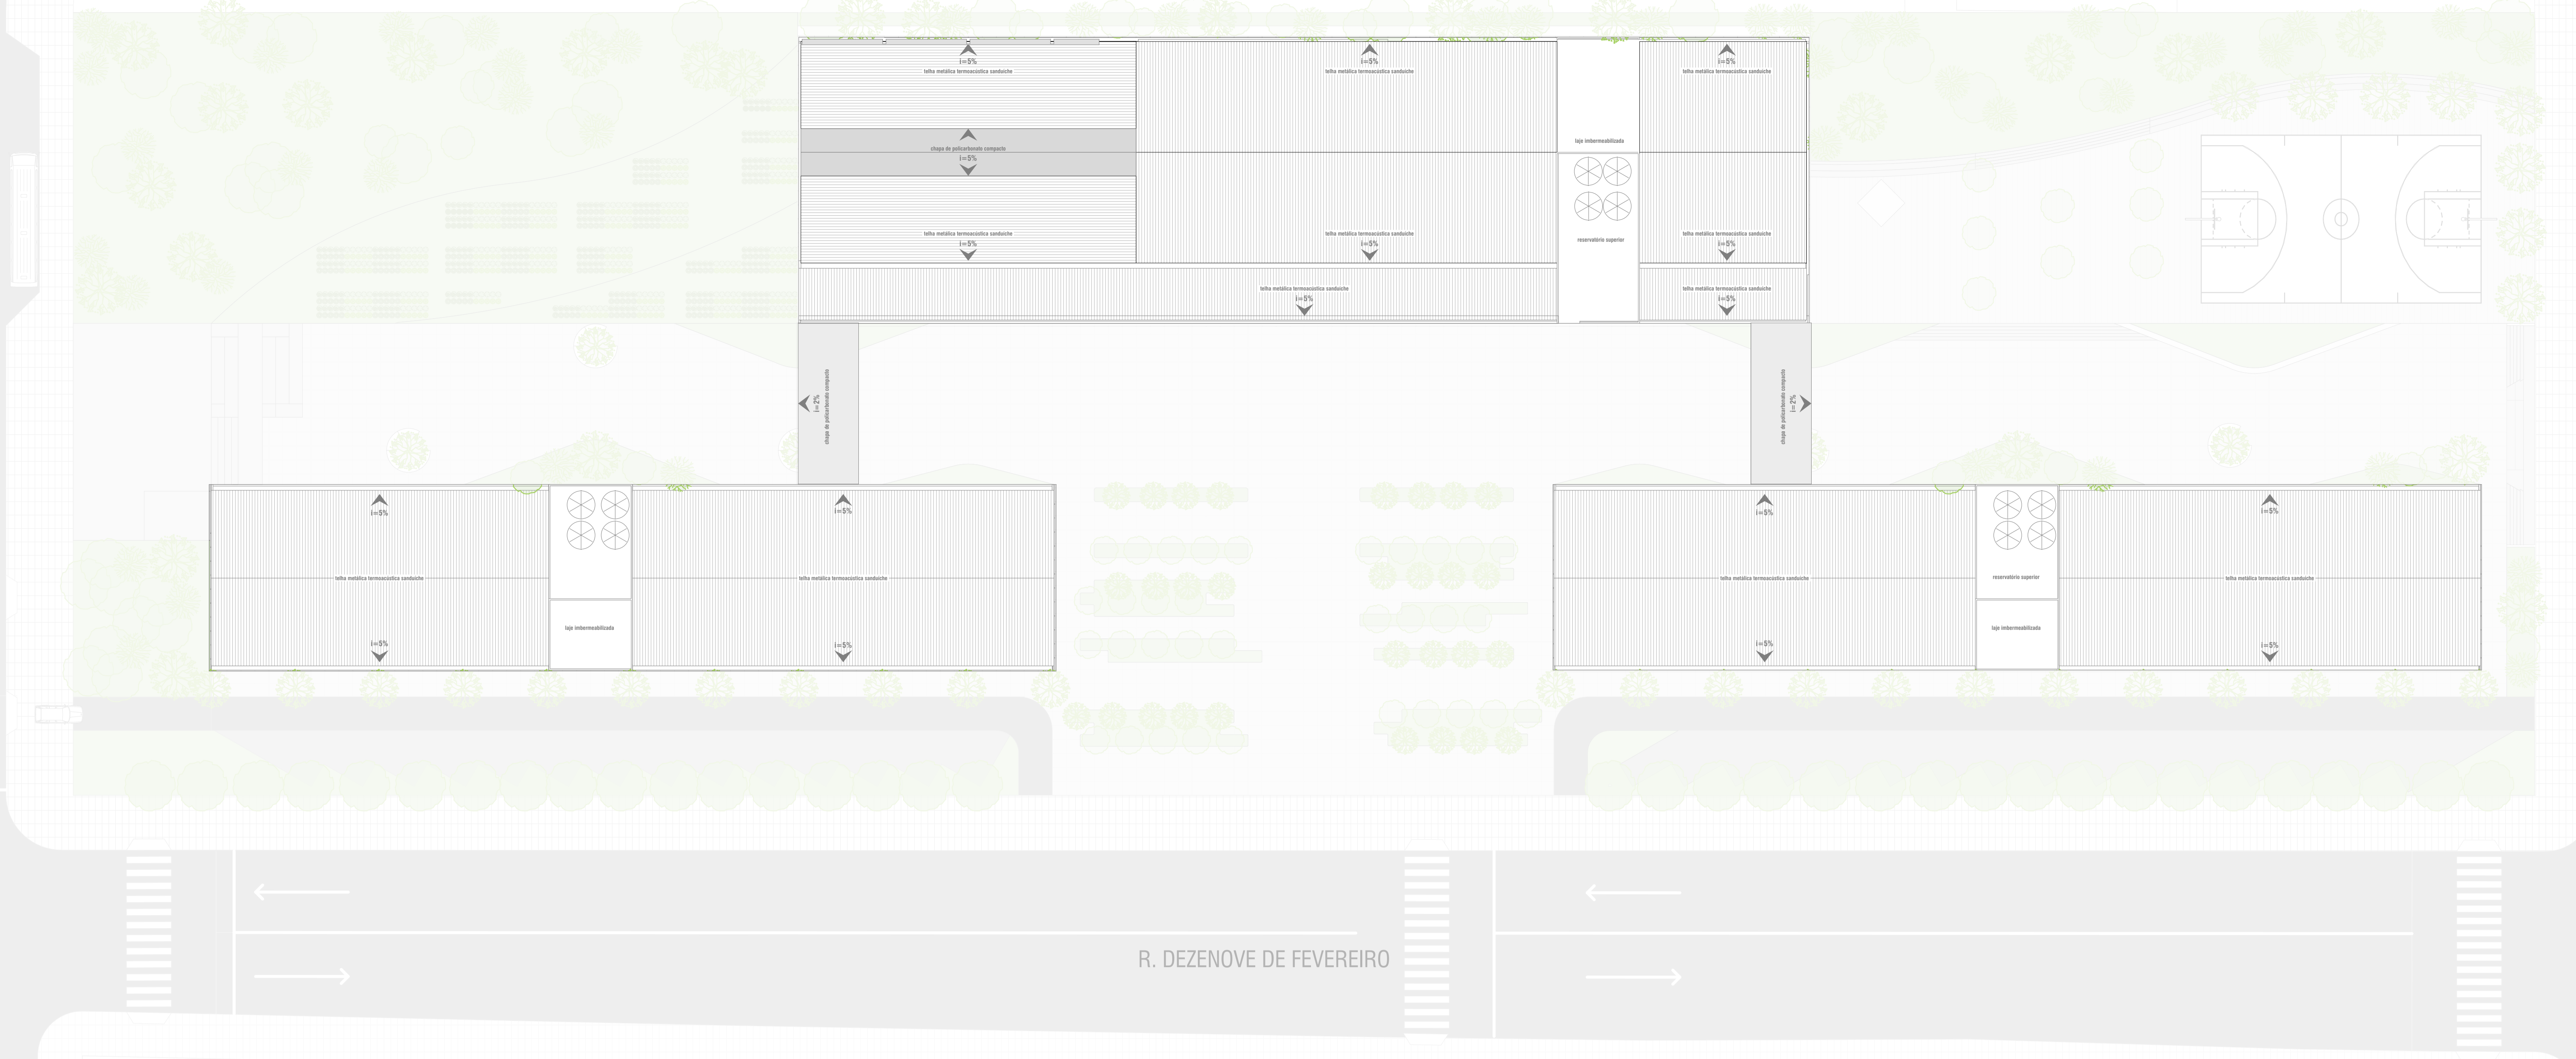 i=5%
telha metálica termoacústica sanduíche
i=5%
telha metálica termoacústica sanduíche
i=5%
telha metálica termoacústica sanduíche
laje imbermeabilizada
chapa de policarbonato compacto
i=5%
telha metálica termoacústica sanduíche
i=5%
telha metálica termoacústica sanduíche
i=5%
reservatório superior
telha metálica termoacústica sanduíche
i=5%
telha metálica termoacústica sanduíche
i=5%
telha metálica termoacústica sanduíche
i=5%
i=2%
chapa de policarbonato compacto
chapa de policarbonato compacto
i=2%
i=5%
i=5%
i=5%
i=5%
telha metálica termoacústica sanduíche
telha metálica termoacústica sanduíche
telha metálica termoacústica sanduíche
reservatório superior
telha metálica termoacústica sanduíche
laje imbermeabilizada
laje imbermeabilizada
i=5%
i=5%
i=5%
i=5%
R. DEZENOVE DE FEVEREIRO